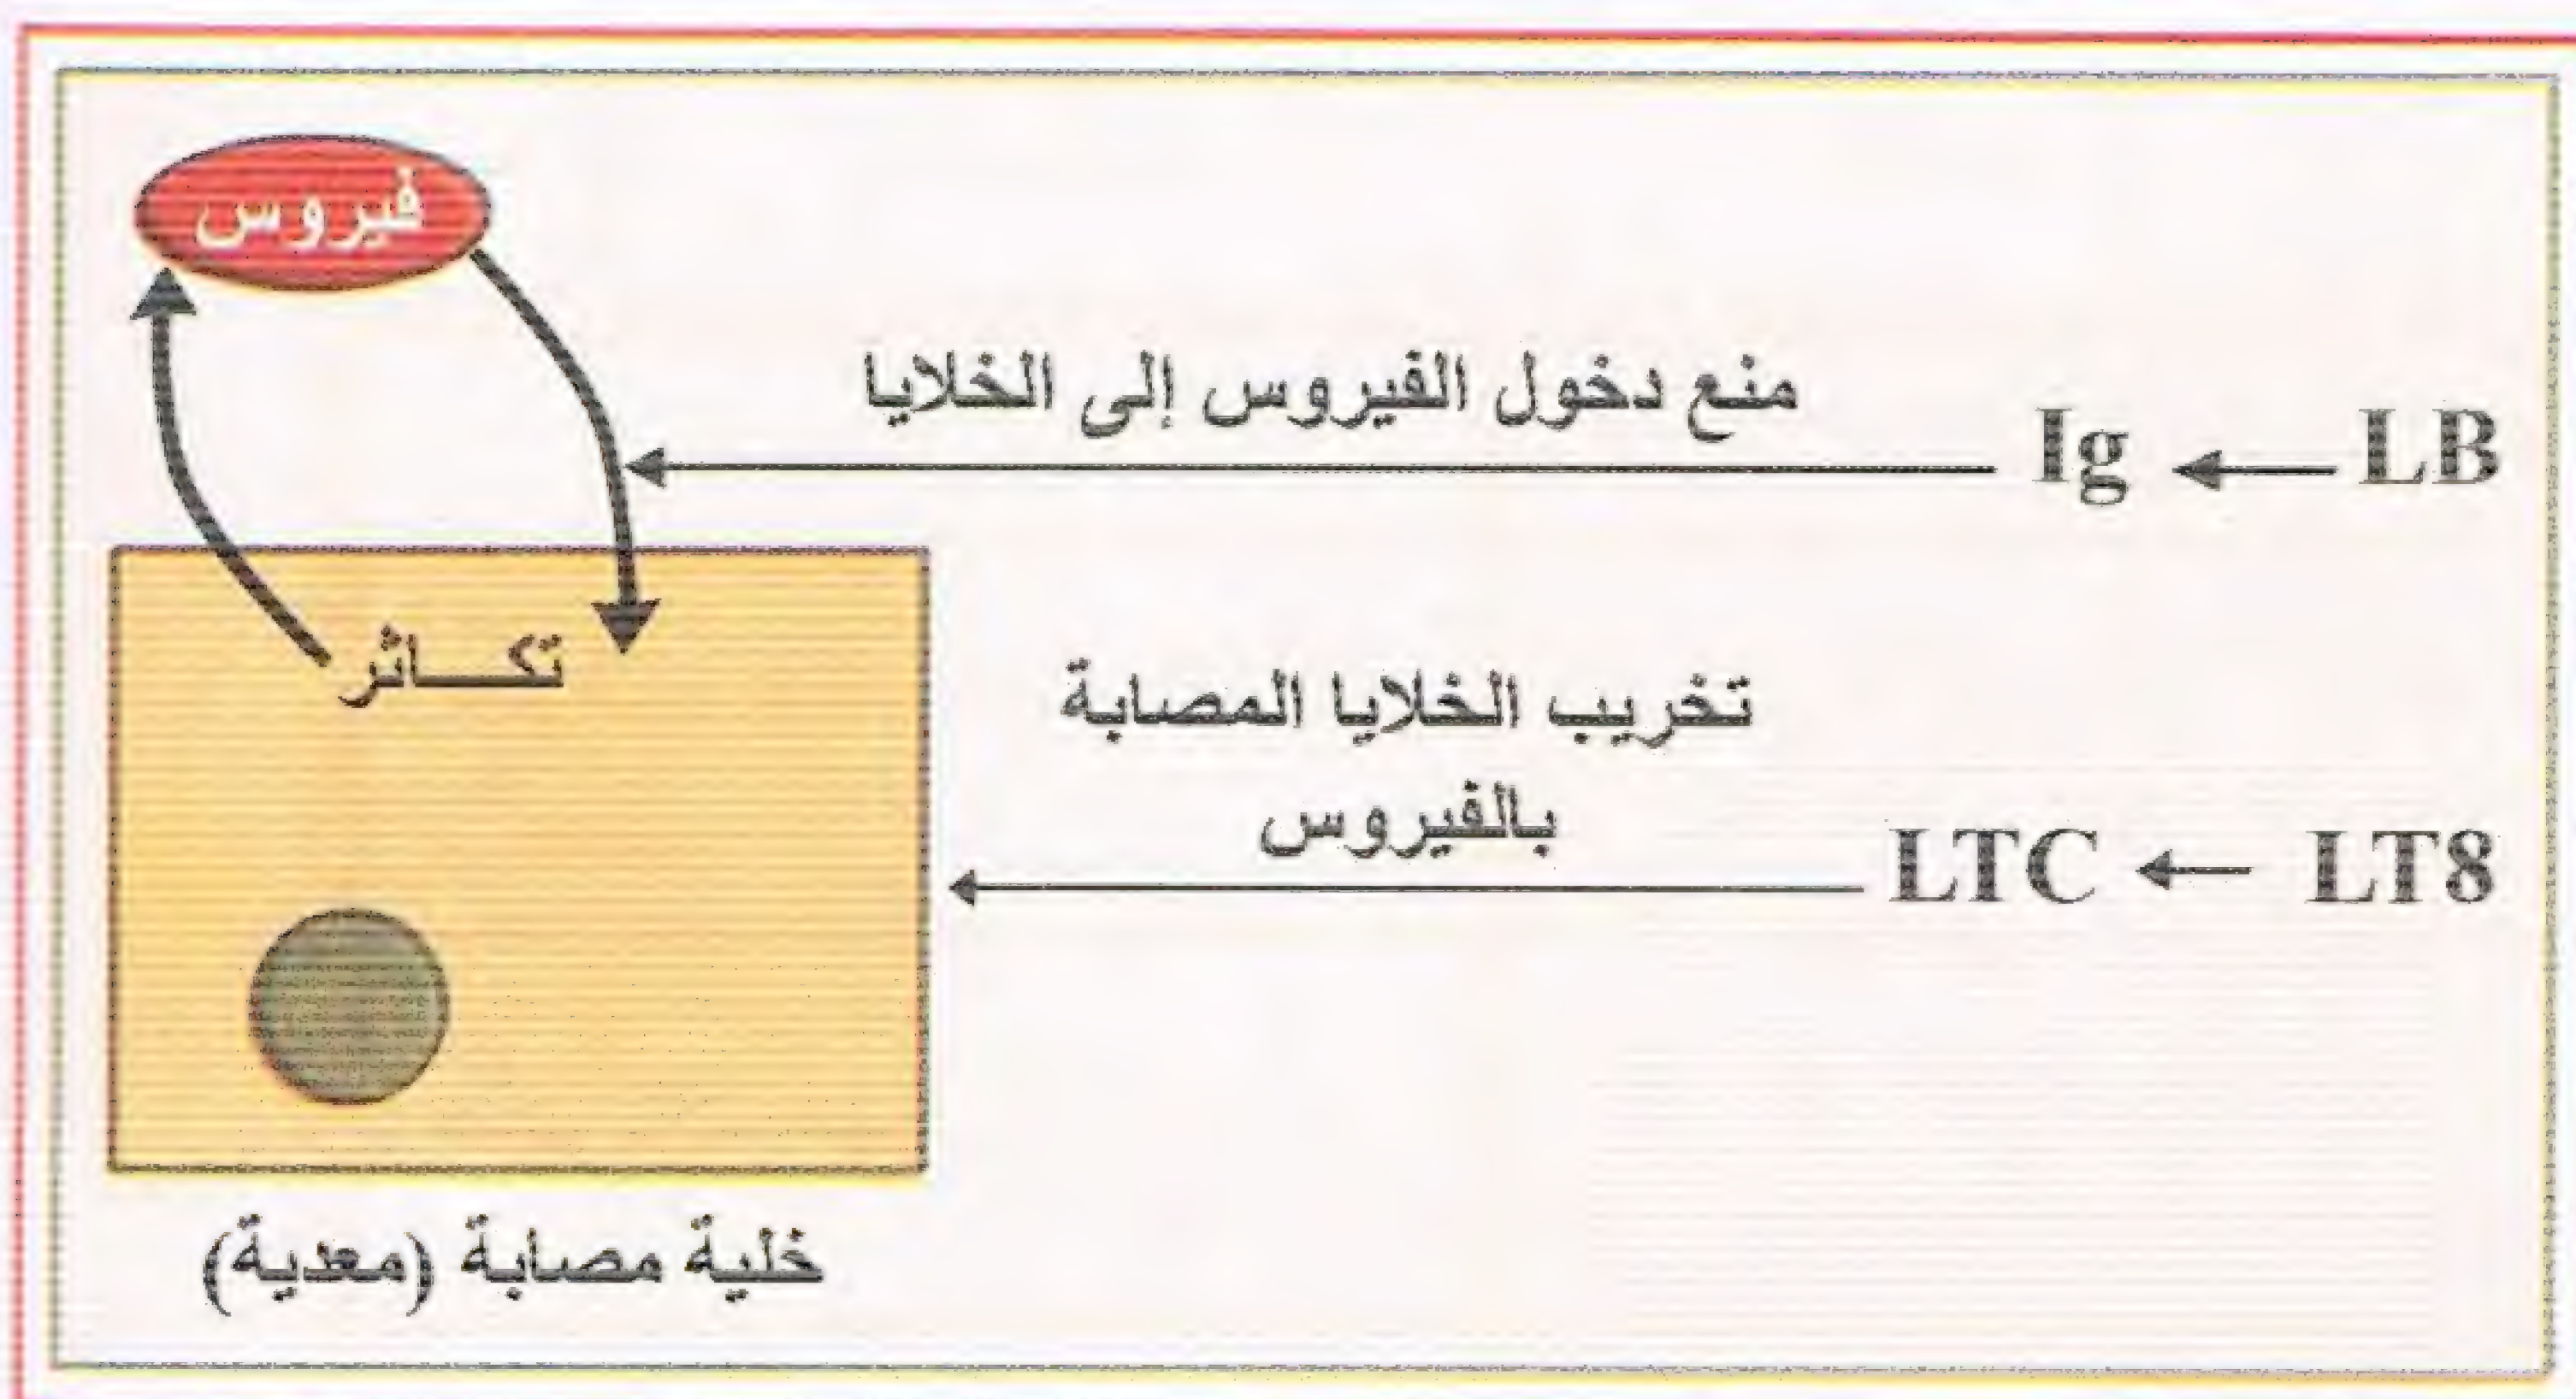 فيروس
منع دخول الفيروس إلى الخلايا
LB
Ig
تكاثر
تخريب الخلايا المصابة
بالفيروس
LT8
LTC
خلية مصابة (معدية)